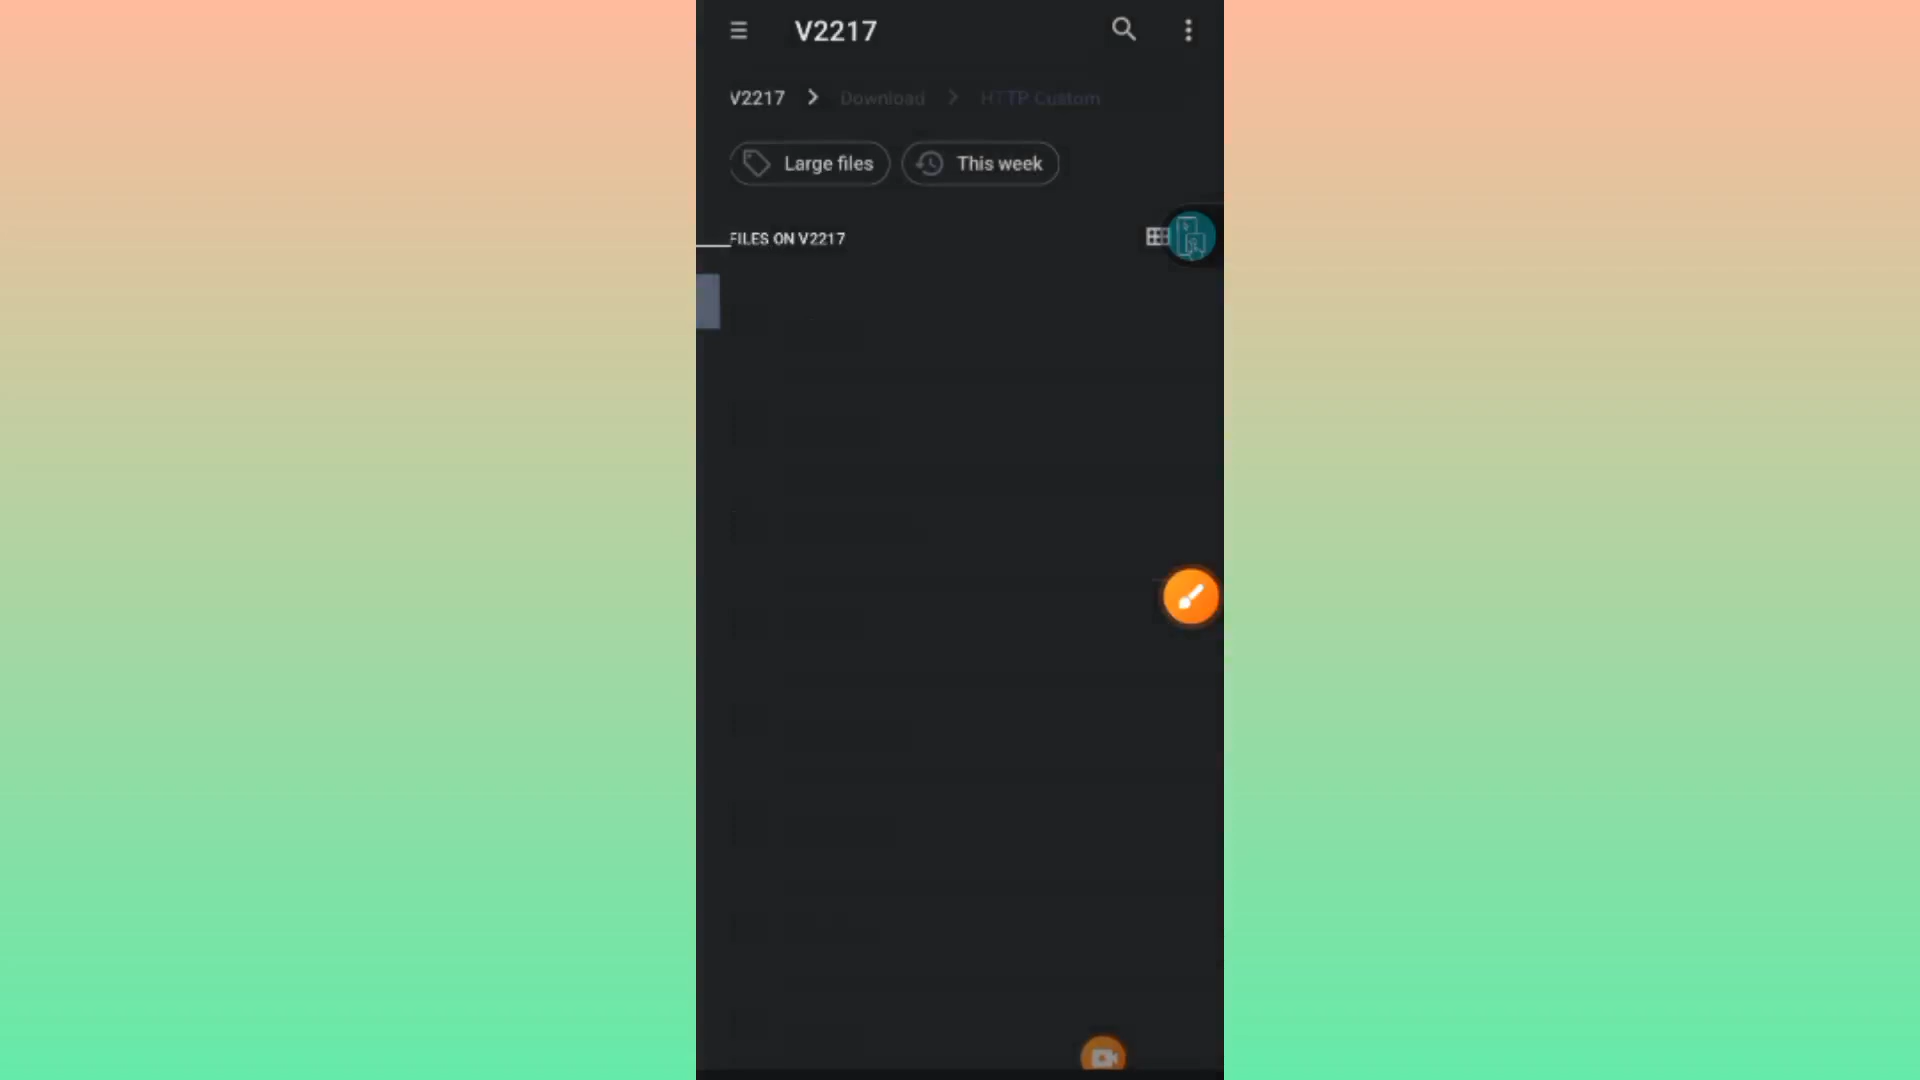 V2217
V2217 Download HTTP Custom
Large files This week
FILES ON V2217